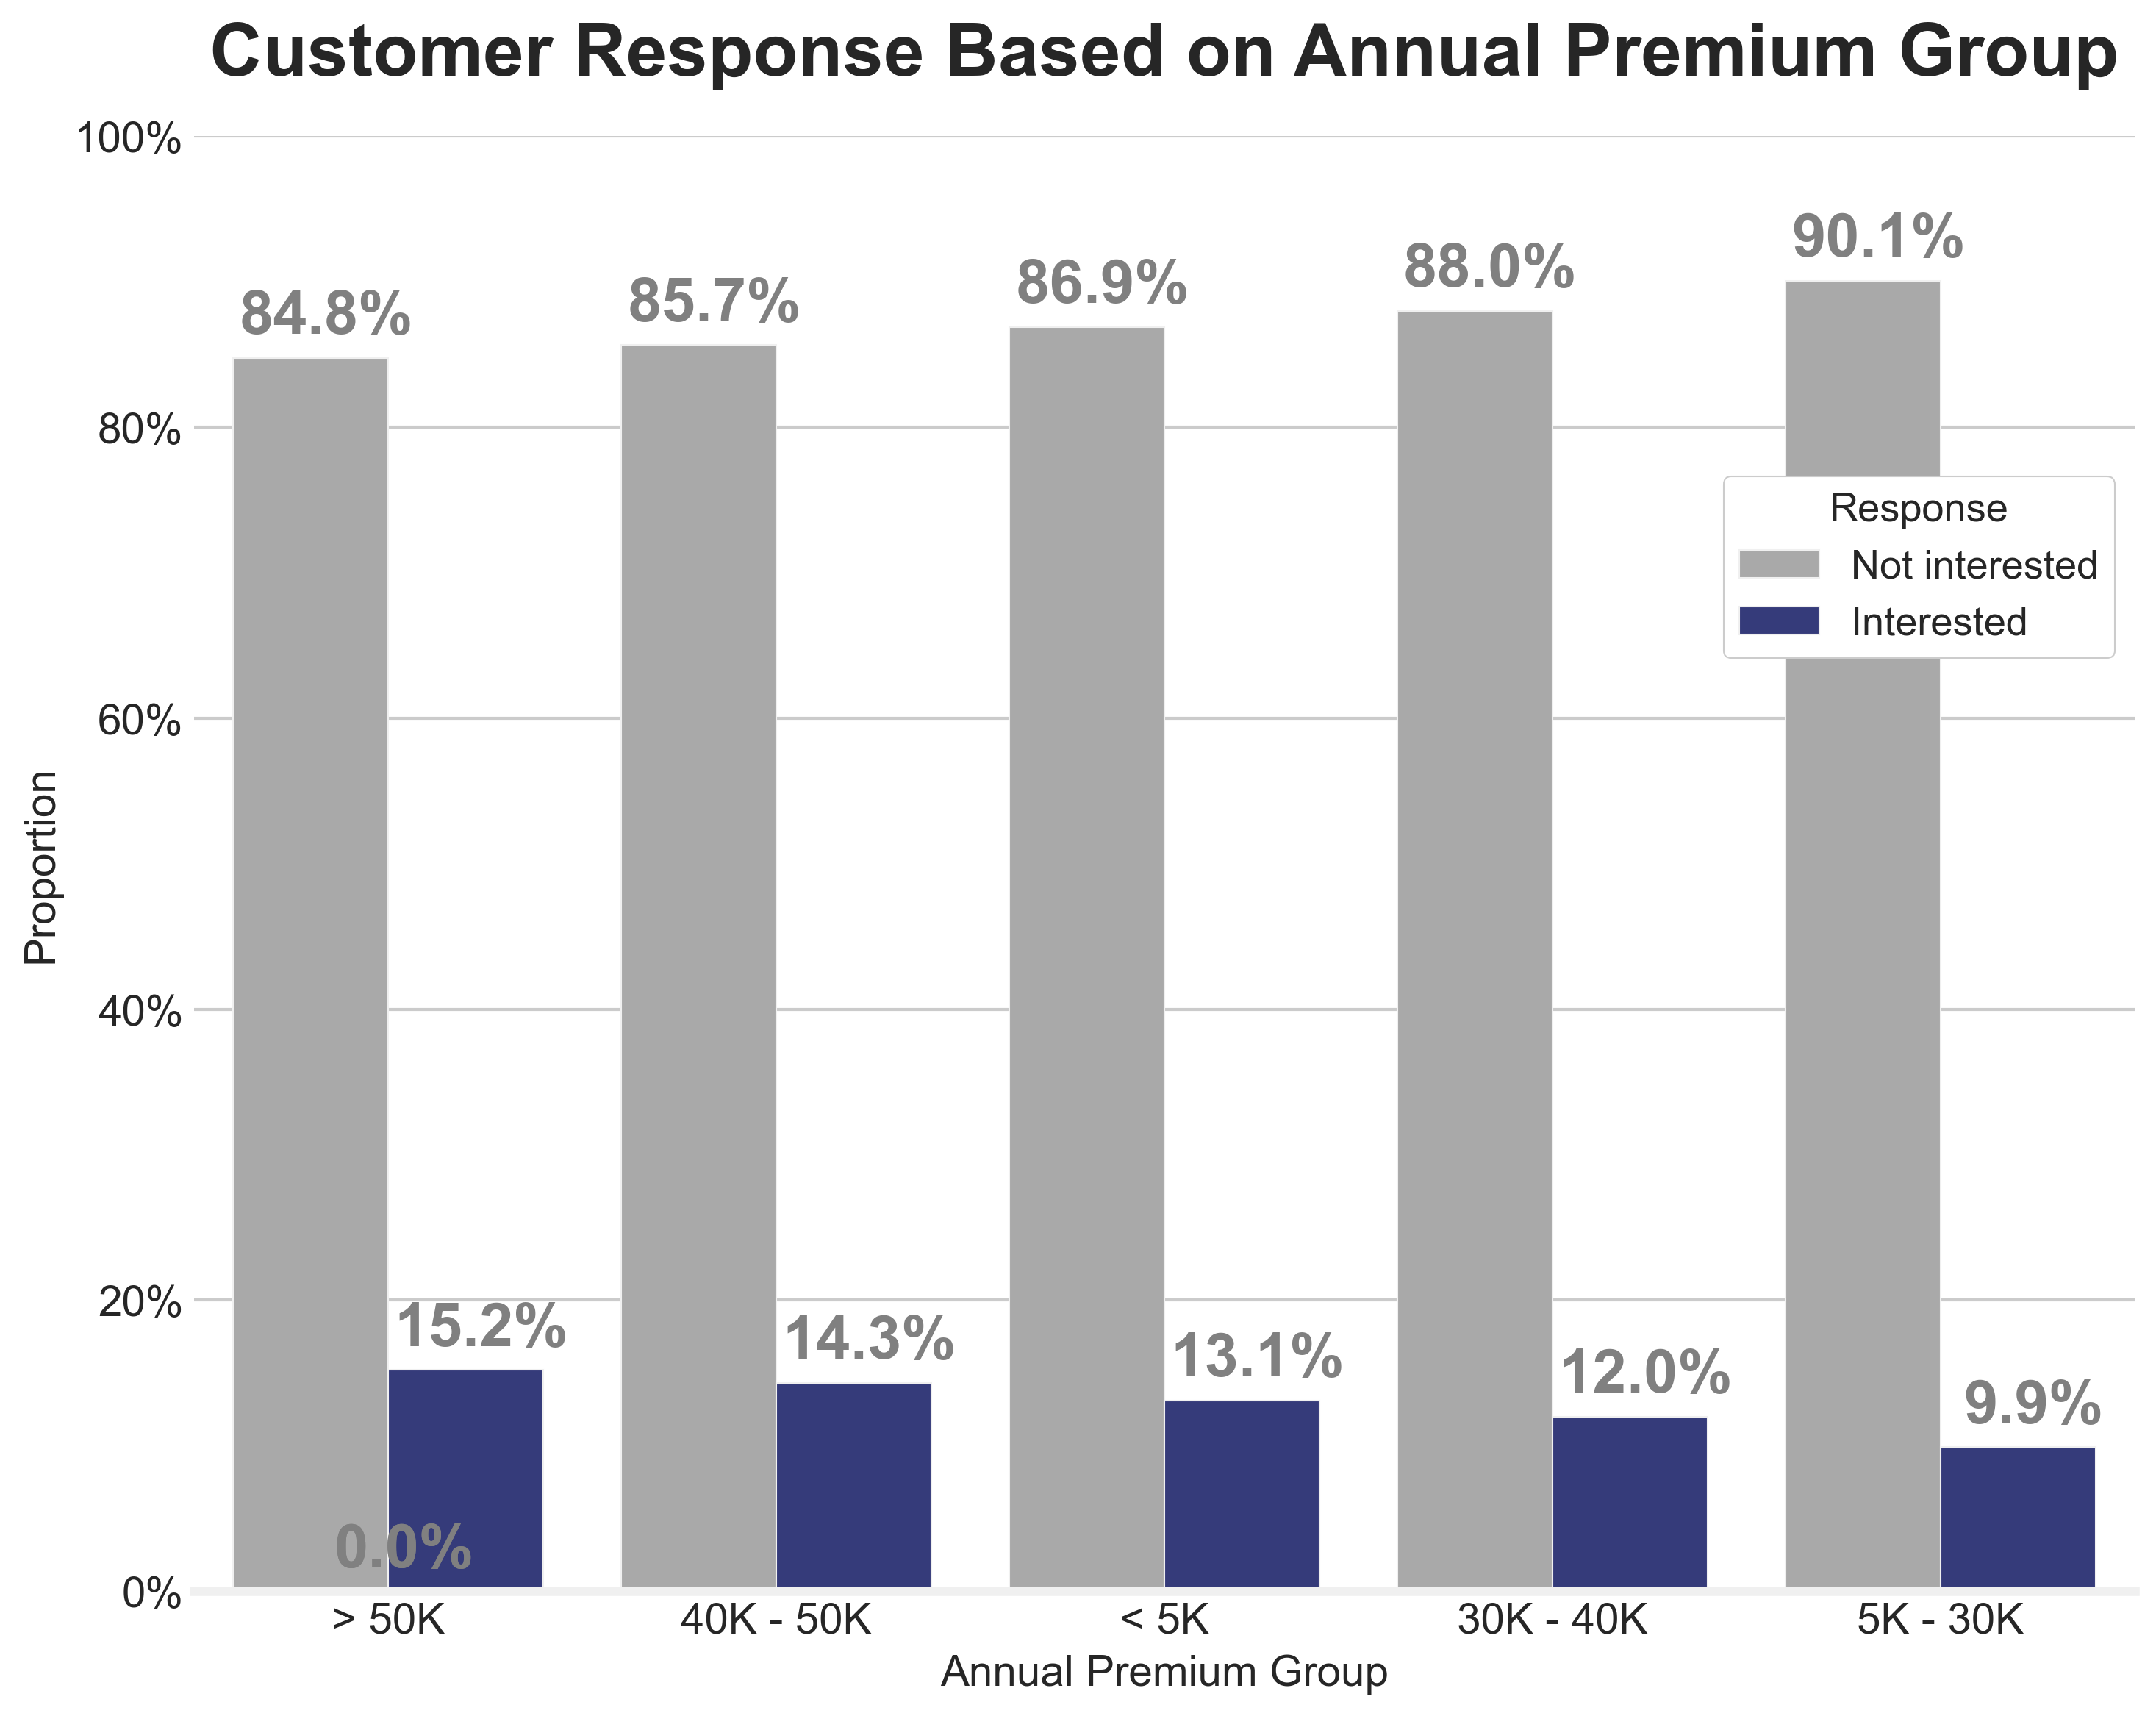 Customer Response Based on Annual Premium Group
100%
80%
60%
40%
20%
0%
Proportion
84.8%
85.7%
86.9%
88.0%
90.1%
Response
Not interested
Interested
15.2%
14.3%
13.1%
12.0%
9.9%
0.0%
> 50K
40K - 50K
< 5K
30K - 40K
5K - 30K
Annual Premium Group